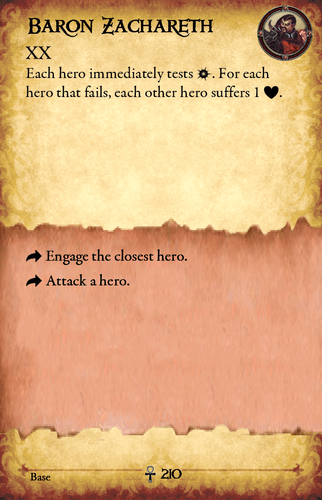 Baron Zachareth
XX
Each hero immediately tests . For each
hero that fails, each other hero suffers 1 .
Engage the closest hero.
Attack a hero.
Base
210